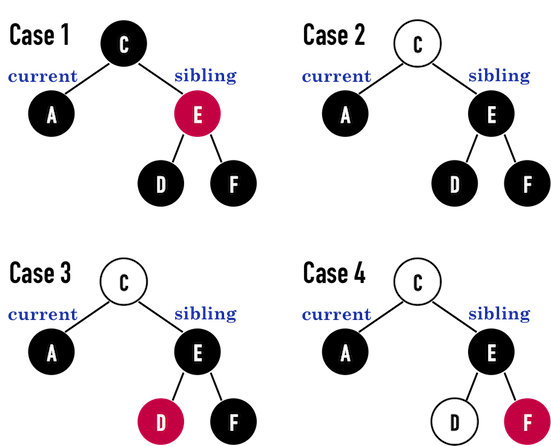 Case 1
C
current
sibling
A
E
D
F
Case 2
C
current
sibling
A
E
D
F
Case 3
C
current
sibling
A
E
D
F
Case 4
C
current
sibling
A
E
D
F